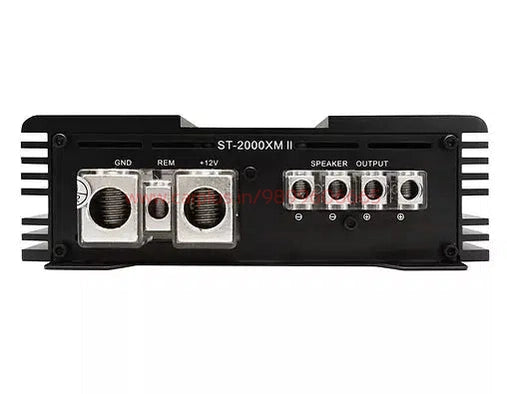 ST-2000XM II
GND REM +12V SPEAKER OUTPUT
⊖ ⊖ ⊕ ⊕